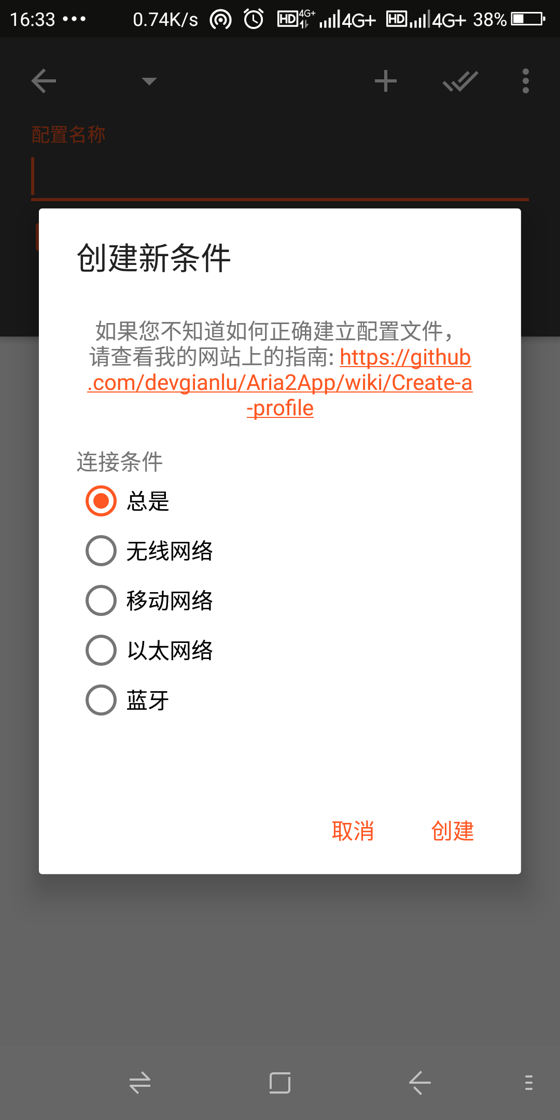 16:33 ••• 0.74K/s HD 4G+ 4G+ HD 4G+ 38%
配置名称
创建新条件
如果您不知道如何正确建立配置文件，
请查看我的网站上的指南: https://github
.com/devgianlu/Aria2App/wiki/Create-a
-profile
连接条件
总是
无线网络
移动网络
以太网络
蓝牙
取消 创建